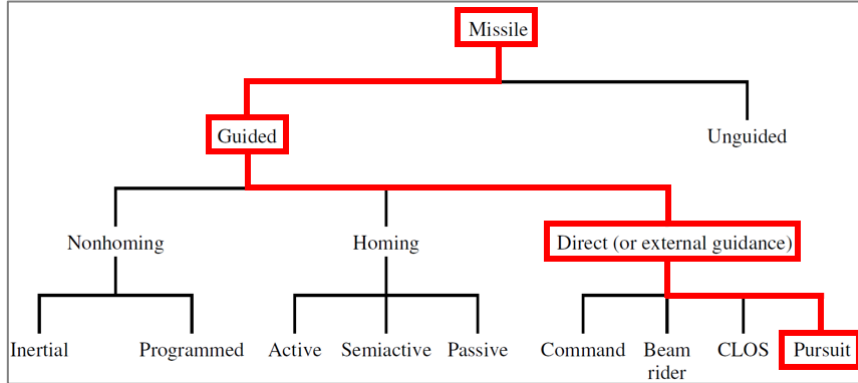 Missile
Guided
Unguided
Nonhoming
Homing
Direct (or external guidance)
Inertial
Programmed
Active
Semiactive
Passive
Command
Beam
rider
CLOS
Pursuit